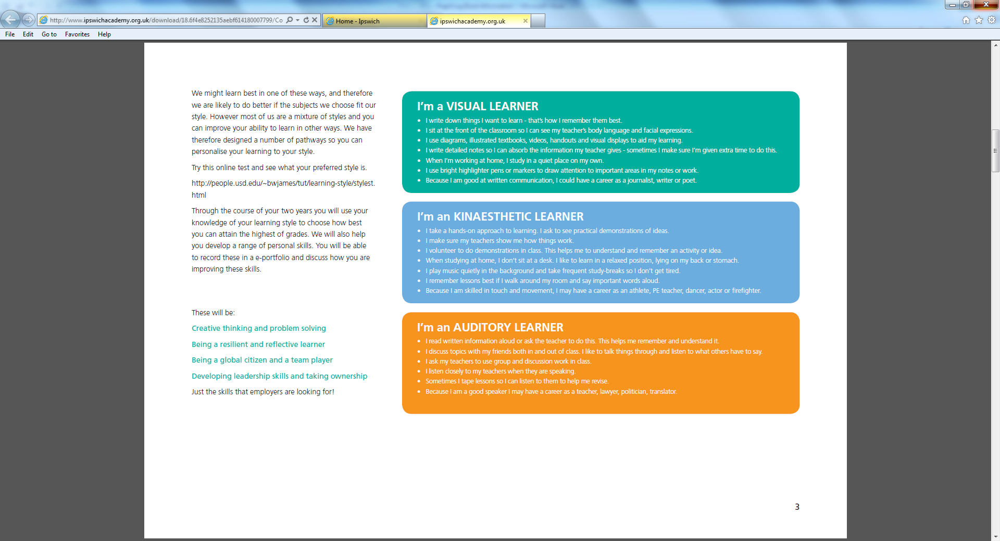 http://www.ipswichacademy.org.uk/download/18.6f4e8252135aebf614180007799/Co
Home - Ipswich
ipswichacademy.org.uk
File Edit Go to Favorites Help
We might learn best in one of these ways, and therefore
we are likely to do better if the subjects we choose fit our
style. However most of us are a mixture of styles and you
can improve your ability to learn in other ways. We have
therefore designed a number of pathways so you can
personalise your learning to your style.
Try this online test and see what your preferred style is.
http://people.usd.edu/~bwjames/tut/learning-style/stylest.
html
Through the course of your two years you will use your
knowledge of your learning style to choose how best
you can attain the highest of grades. We will also help
you develop a range of personal skills. You will be able
to record these in a e-portfolio and discuss how you are
improving these skills.
These will be:
Creative thinking and problem solving
Being a resilient and reflective learner
Being a global citizen and a team player
Developing leadership skills and taking ownership
Just the skills that employers are looking for!
I'm a VISUAL LEARNER
• I write down things I want to learn - that's how I remember them best.
• I sit at the front of the classroom so I can see my teacher's body language and facial expressions.
• I use diagrams, illustrated textbooks, videos, handouts and visual displays to aid my learning.
• I write detailed notes so I can absorb the information my teacher gives - sometimes I make sure I'm given extra time to do this.
• When I'm working at home, I study in a quiet place on my own.
• I use bright highlighter pens or markers to draw attention to important areas in my notes or work.
• Because I am good at written communication, I could have a career as a journalist, writer or poet.
I'm an KINAESTHETIC LEARNER
• I take a hands-on approach to learning. I ask to see practical demonstrations of ideas.
• I make sure my teachers show me how things work.
• I volunteer to do demonstrations in class. This helps me to understand and remember an activity or idea.
• When studying at home, I don't sit at a desk. I like to learn in a relaxed position, lying on my back or stomach.
• I play music quietly in the background and take frequent study-breaks so I don't get tired.
• I remember lessons best if I walk around my room and say important words aloud.
• Because I am skilled in touch and movement, I may have a career as an athlete, PE teacher, dancer, actor or firefighter.
I'm an AUDITORY LEARNER
• I read written information aloud or ask the teacher to do this. This helps me remember and understand it.
• I discuss topics with my friends both in and out of class. I like to talk things through and listen to what others have to say.
• I ask my teachers to use group and discussion work in class.
• I listen closely to my teachers when they are speaking.
• Sometimes I tape lessons so I can listen to them to help me revise.
• Because I am a good speaker I may have a career as a teacher, lawyer, politician, translator.
3